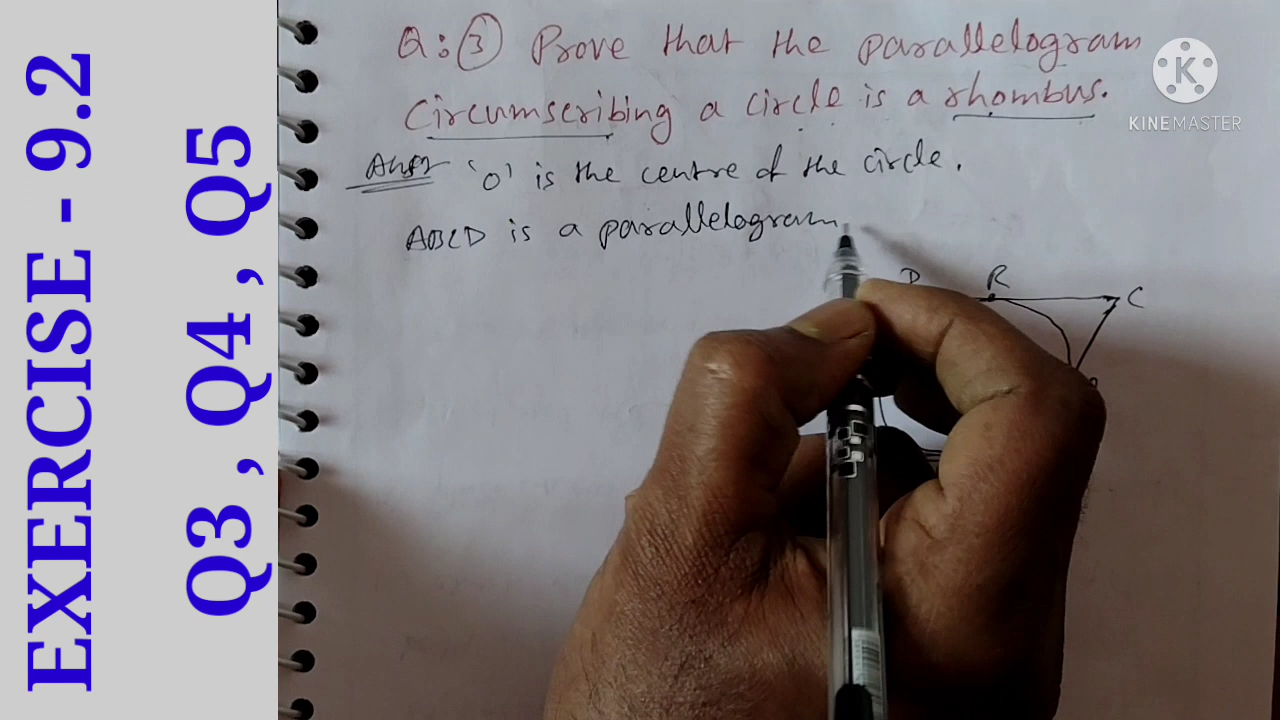 EXERCISE - 9.2
Q3 , Q4 , Q5
Q: 3 Prove that the parallelogram
Circumscribing a circle is a rhombus.
K
KINEMASTER
Ans: 'O' is the centre of the circle.
ABCD is a parallelogram
D R C